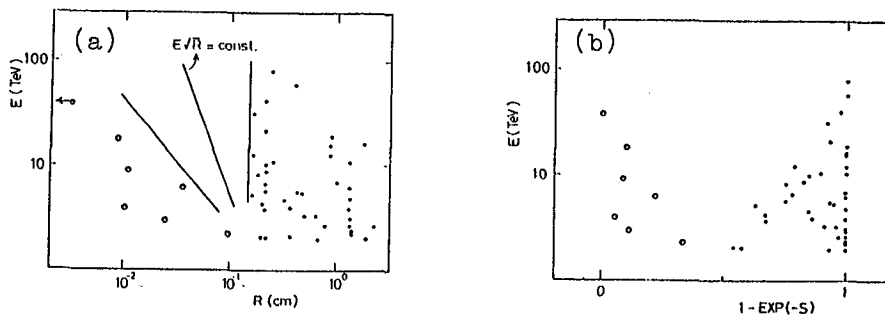 (a)
E√R = const.
100
10
E (TeV)
10⁻²
10⁻¹
10⁰
R (cm)
(b)
100
10
E (TeV)
0
1
1 - EXP(-S)